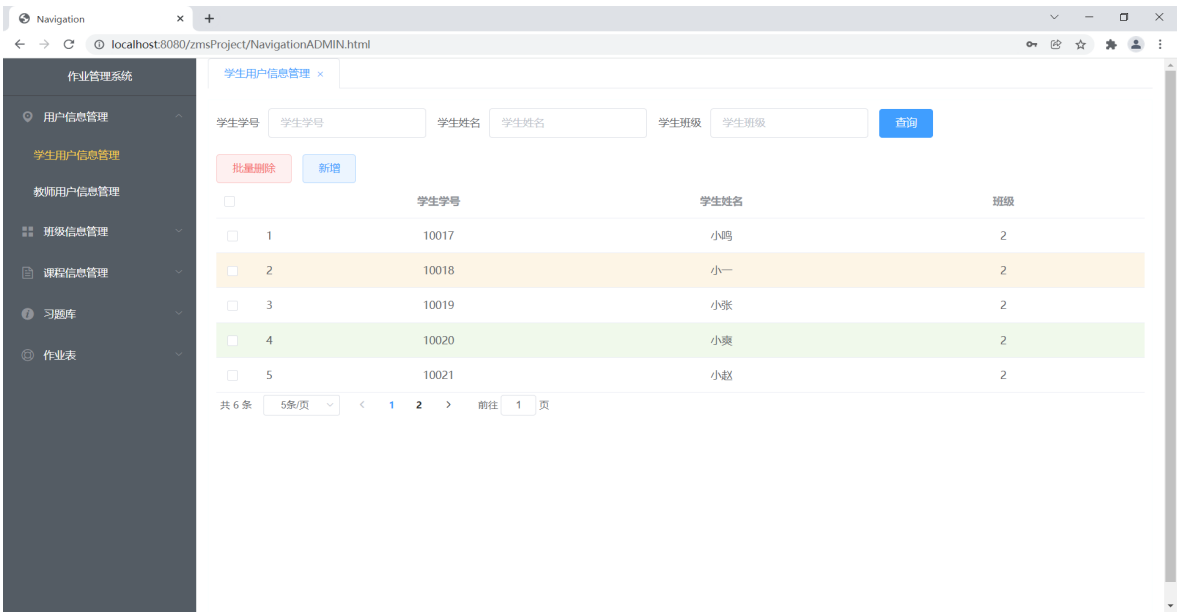 Navigation
localhost:8080/zmsProject/NavigationADMIN.html
作业管理系统
用户信息管理
学生用户信息管理
教师用户信息管理
班级信息管理
课程信息管理
习题库
作业表
学生用户信息管理
学生学号 学生学号 学生姓名 学生姓名 学生班级 学生班级 查询
批量删除 新增
学生学号 学生姓名 班级
1 10017 小鸣 2
2 10018 小一 2
3 10019 小张 2
4 10020 小爽 2
5 10021 小赵 2
共 6 条 5条/页 1 2 前往 1 页